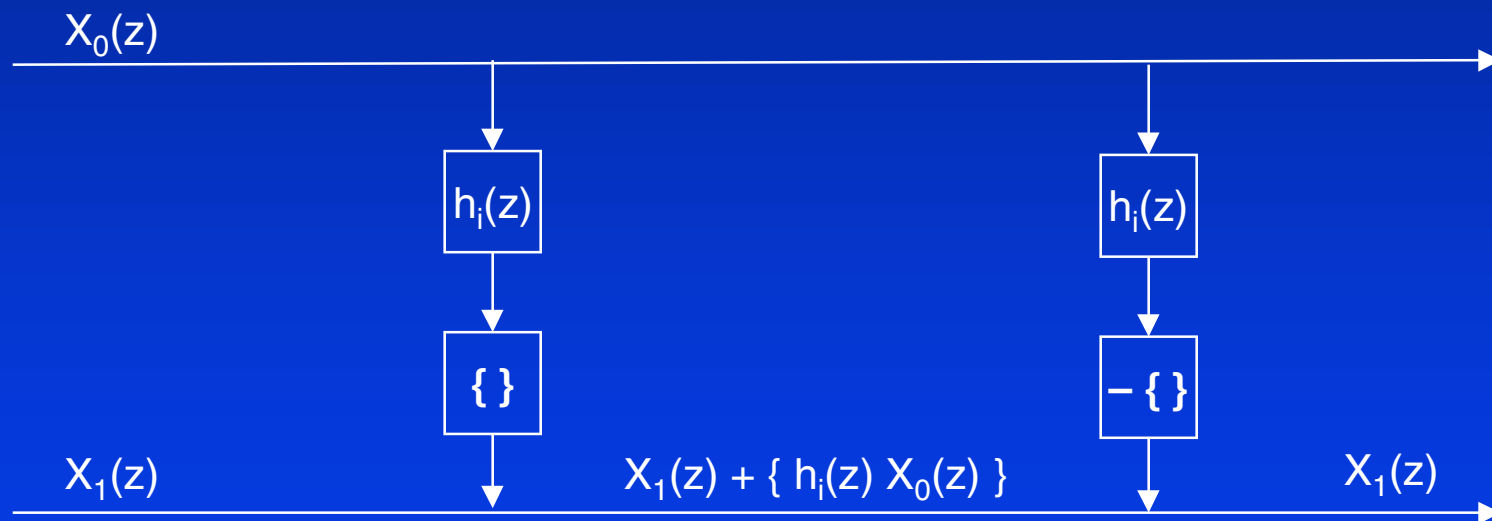 X₀(z)
hᵢ(z)
hᵢ(z)
{ }
– { }
X₁(z)
X₁(z) + { hᵢ(z) X₀(z) }
X₁(z)